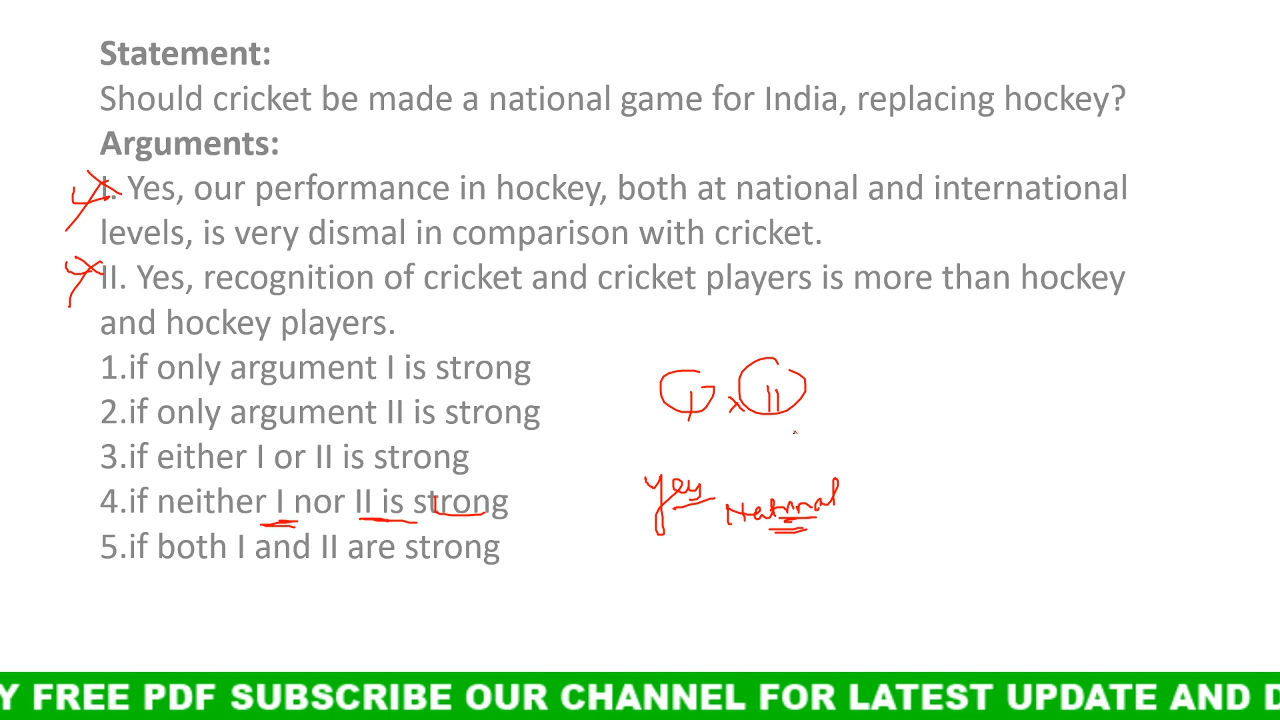 Statement:
Should cricket be made a national game for India, replacing hockey?
Arguments:
I. Yes, our performance in hockey, both at national and international
levels, is very dismal in comparison with cricket.
II. Yes, recognition of cricket and cricket players is more than hockey
and hockey players.
1.if only argument I is strong
2.if only argument II is strong
I x II
3.if either I or II is strong
4.if neither I nor II is strong
Yes National
5.if both I and II are strong
Y FREE PDF SUBSCRIBE OUR CHANNEL FOR LATEST UPDATE AND D